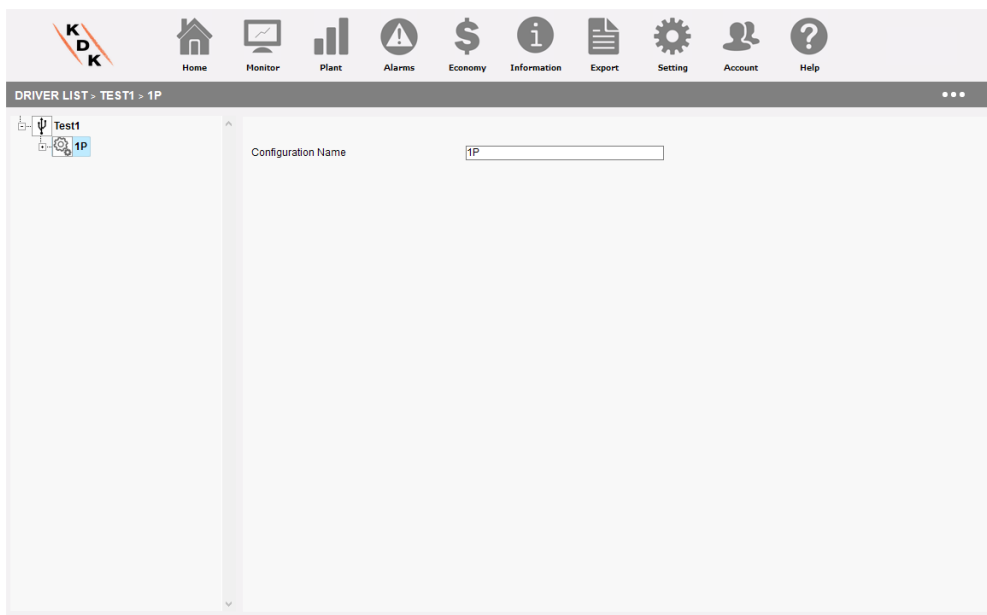 K
D
K
Home Monitor Plant Alarms Economy Information Export Setting Account Help
DRIVER LIST > TEST1 > 1P
Test1
1P
Configuration Name 1P